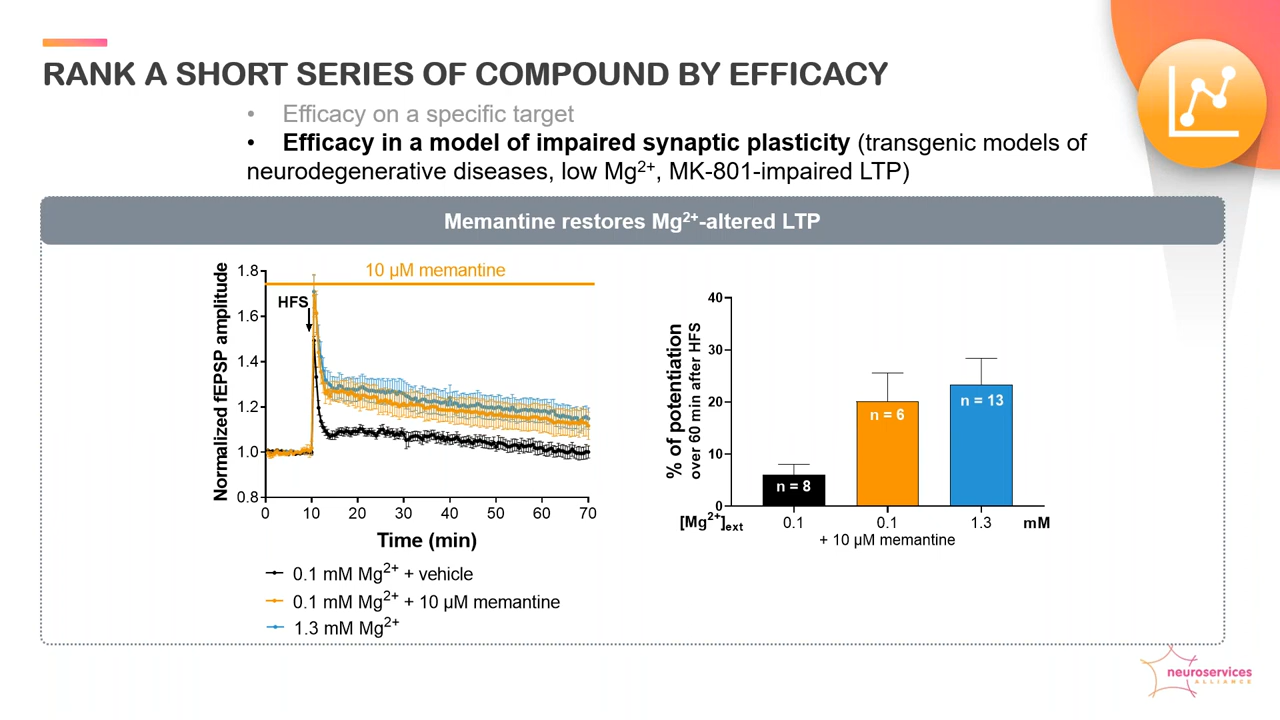 RANK A SHORT SERIES OF COMPOUND BY EFFICACY
• Efficacy on a specific target
• Efficacy in a model of impaired synaptic plasticity (transgenic models of
neurodegenerative diseases, low Mg²⁺, MK-801-impaired LTP)
Memantine restores Mg²⁺-altered LTP
Normalized fEPSP amplitude
1.8
1.6
1.4
1.2
1.0
0.8
10 µM memantine
HFS
0 10 20 30 40 50 60 70
Time (min)
0.1 mM Mg²⁺ + vehicle
0.1 mM Mg²⁺ + 10 µM memantine
1.3 mM Mg²⁺
% of potentiation
over 60 min after HFS
40
30
20
10
0
n = 8
n = 6
n = 13
[Mg²⁺]ext 0.1 0.1 1.3 mM
+ 10 µM memantine
neuroservices
ALLIANCE